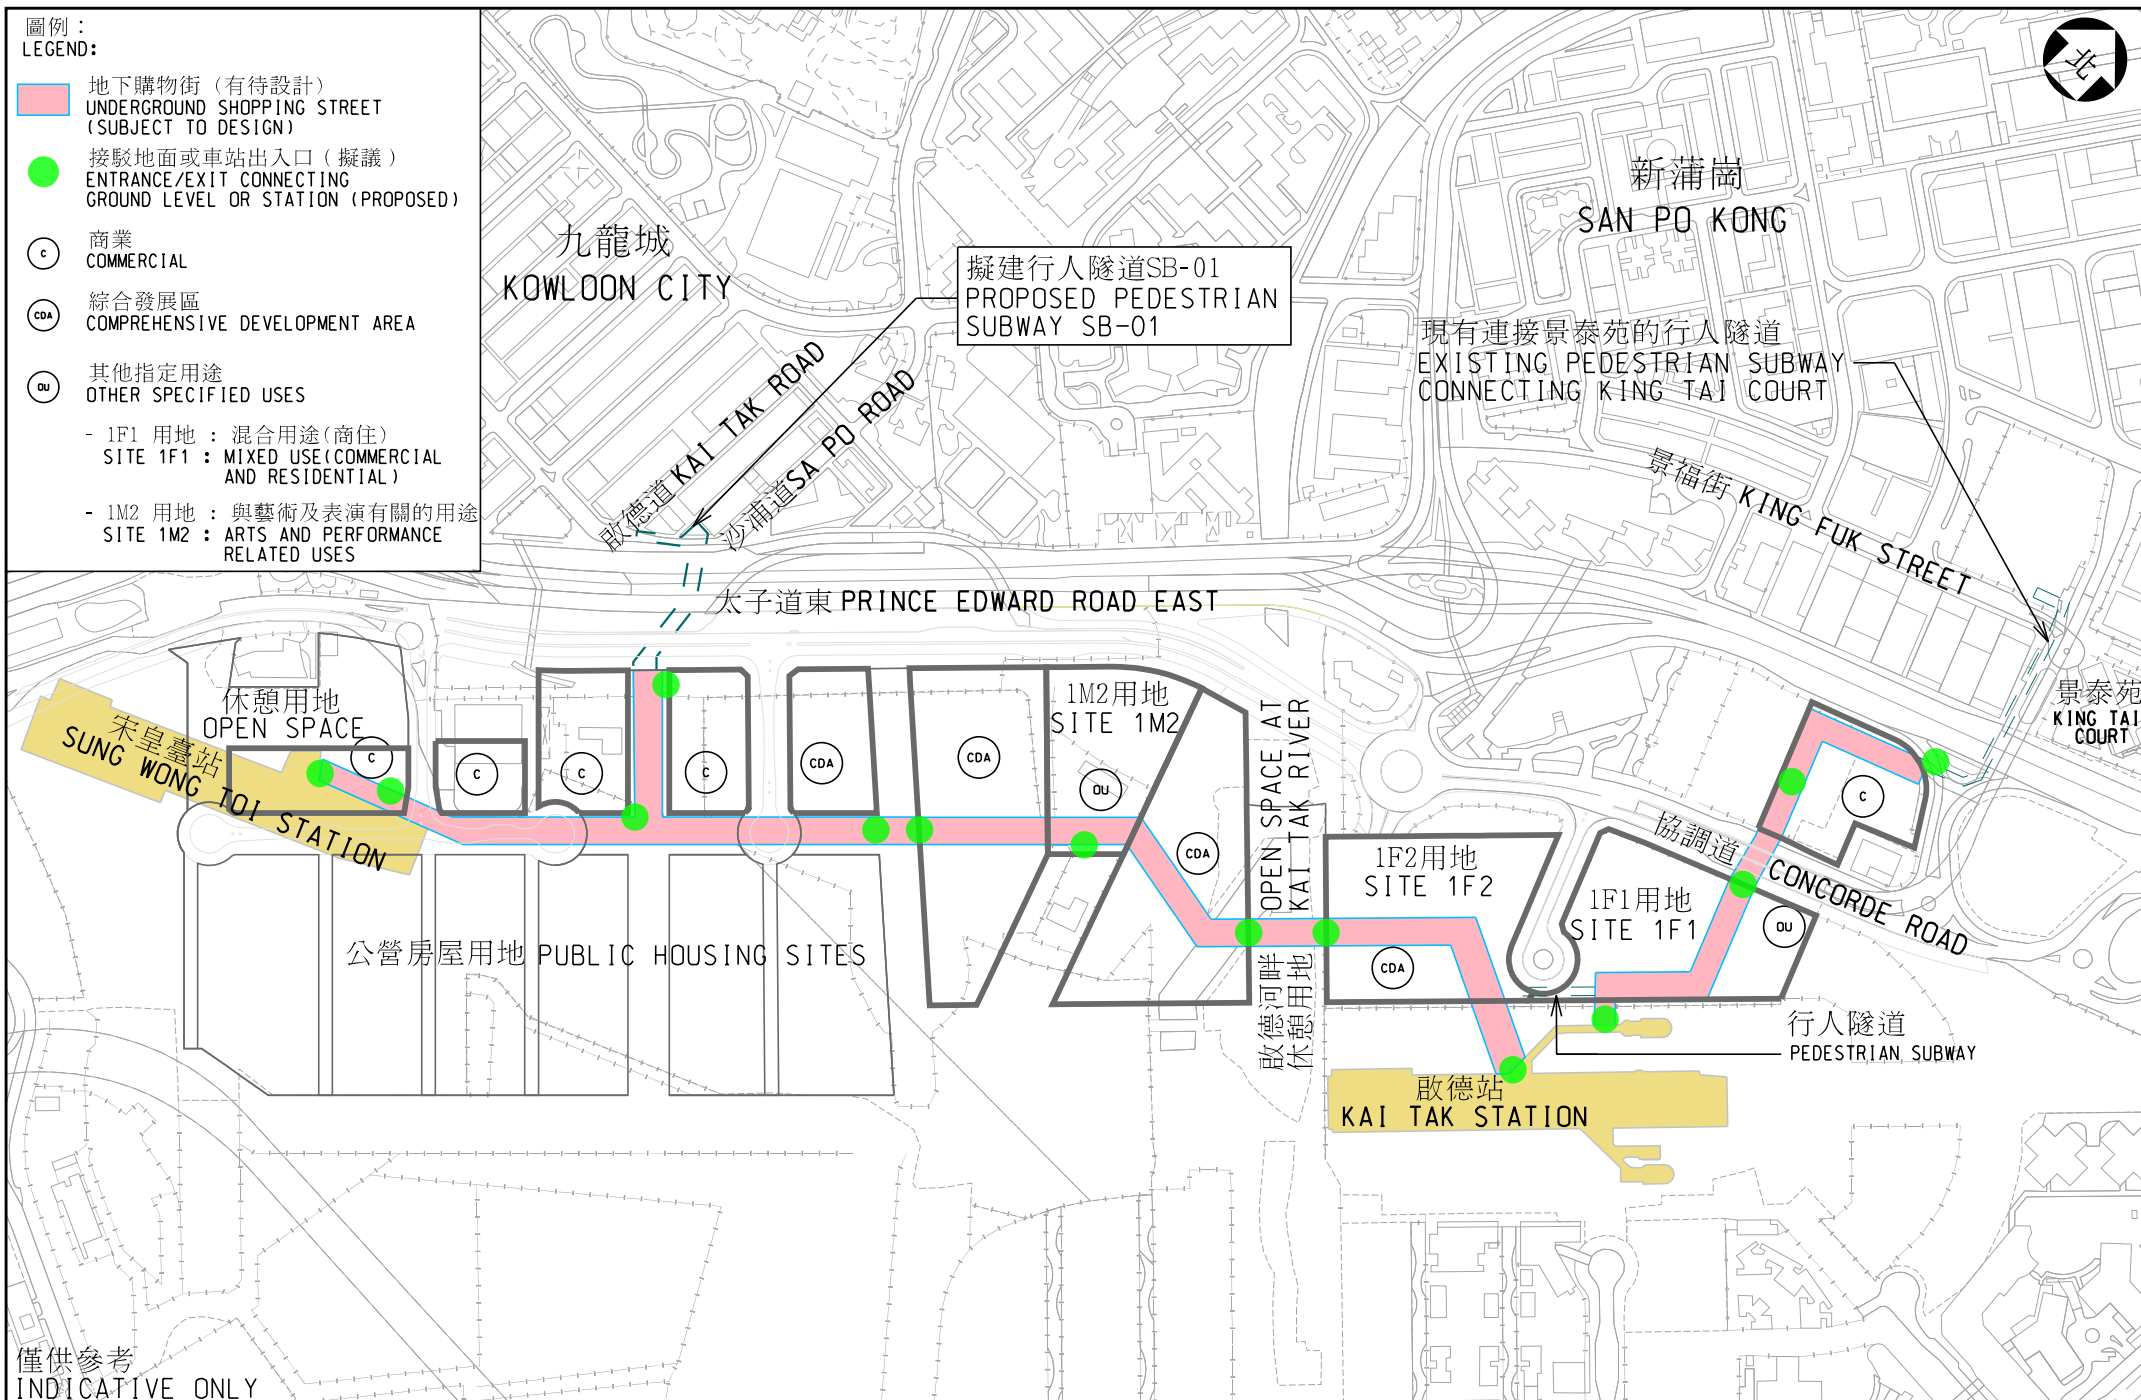 圖例：
LEGEND:
地下購物街（有待設計）
UNDERGROUND SHOPPING STREET
(SUBJECT TO DESIGN)
接駁地面或車站出入口（擬議）
ENTRANCE/EXIT CONNECTING
GROUND LEVEL OR STATION (PROPOSED)
C
商業
COMMERCIAL
CDA
綜合發展區
COMPREHENSIVE DEVELOPMENT AREA
OU
其他指定用途
OTHER SPECIFIED USES
- 1F1 用地 : 混合用途(商住)
SITE 1F1 : MIXED USE(COMMERCIAL
AND RESIDENTIAL)
- 1M2 用地 : 與藝術及表演有關的用途
SITE 1M2 : ARTS AND PERFORMANCE
RELATED USES
北
九龍城
KOWLOON CITY
新蒲崗
SAN PO KONG
擬建行人隧道SB-01
PROPOSED PEDESTRIAN
SUBWAY SB-01
現有連接景泰苑的行人隧道
EXISTING PEDESTRIAN SUBWAY
CONNECTING KING TAI COURT
啟德道 KAI TAK ROAD
沙浦道 SA PO ROAD
景福街 KING FUK STREET
太子道東 PRINCE EDWARD ROAD EAST
景泰苑
KING TAI
COURT
休憩用地
OPEN SPACE
宋皇臺站
SUNG WONG TOI STATION
C
C
C
C
CDA
CDA
1M2用地
SITE 1M2
OU
CDA
OPEN SPACE AT
KAI TAK RIVER
啟德河畔
休憩用地
1F2用地
SITE 1F2
CDA
1F1用地
SITE 1F1
OU
C
協調道 CONCORDE ROAD
公營房屋用地 PUBLIC HOUSING SITES
行人隧道
PEDESTRIAN SUBWAY
啟德站
KAI TAK STATION
僅供參考
INDICATIVE ONLY